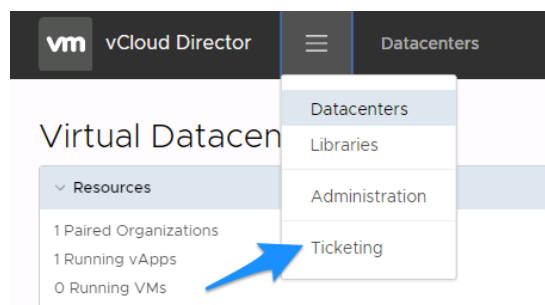 vm vCloud Director Datacenters
Datacenters
Virtual Datacen
Libraries
Resources
Administration
1 Paired Organizations
1 Running vApps
Ticketing
0 Running VMs